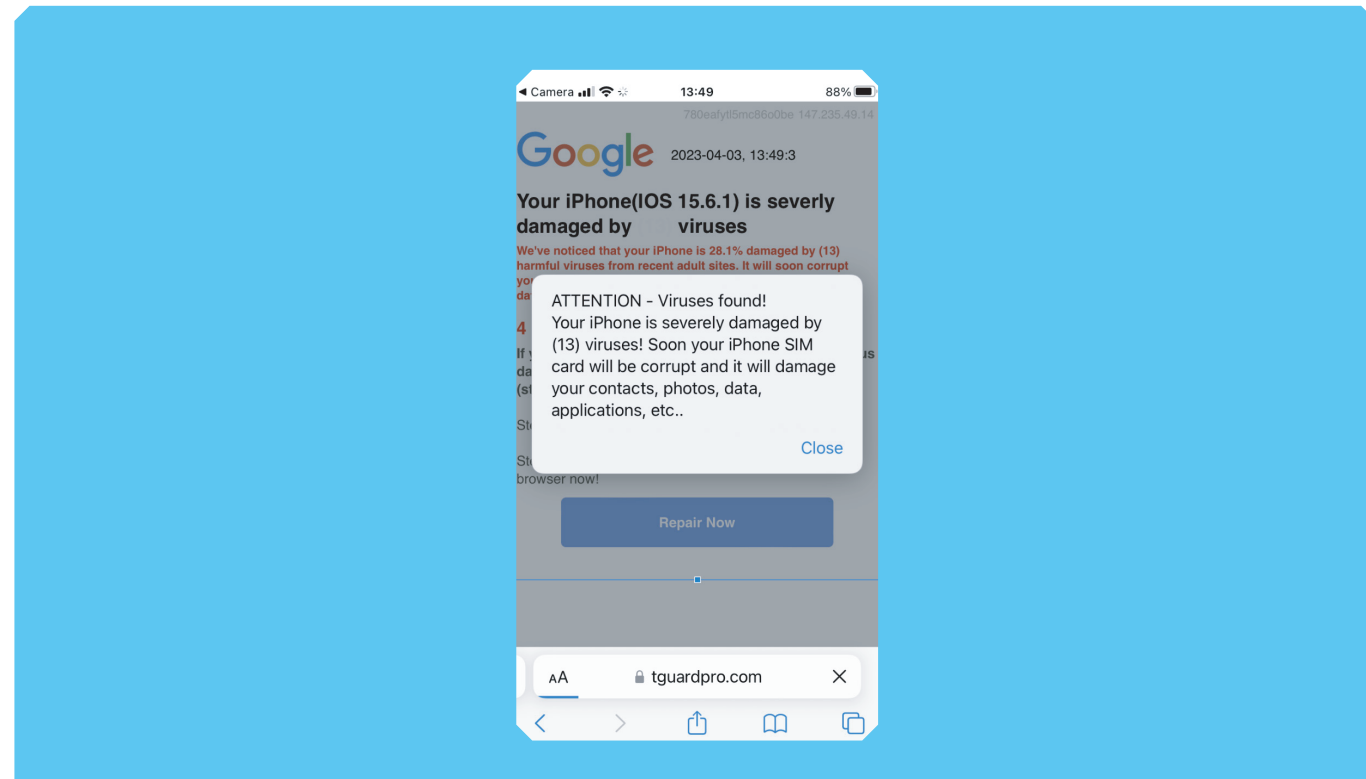 Camera 13:49 88%
780eafytl5mc86o0be 147.235.49.14
Google 2023-04-03, 13:49:3
Your iPhone(IOS 15.6.1) is severly
damaged by viruses
We've noticed that your iPhone is 28.1% damaged by (13)
harmful viruses from recent adult sites. It will soon corrupt
ATTENTION - Viruses found!
Your iPhone is severely damaged by
(13) viruses! Soon your iPhone SIM
card will be corrupt and it will damage
your contacts, photos, data,
applications, etc..
Close
4
If
browser now!
Repair Now
AA tguardpro.com